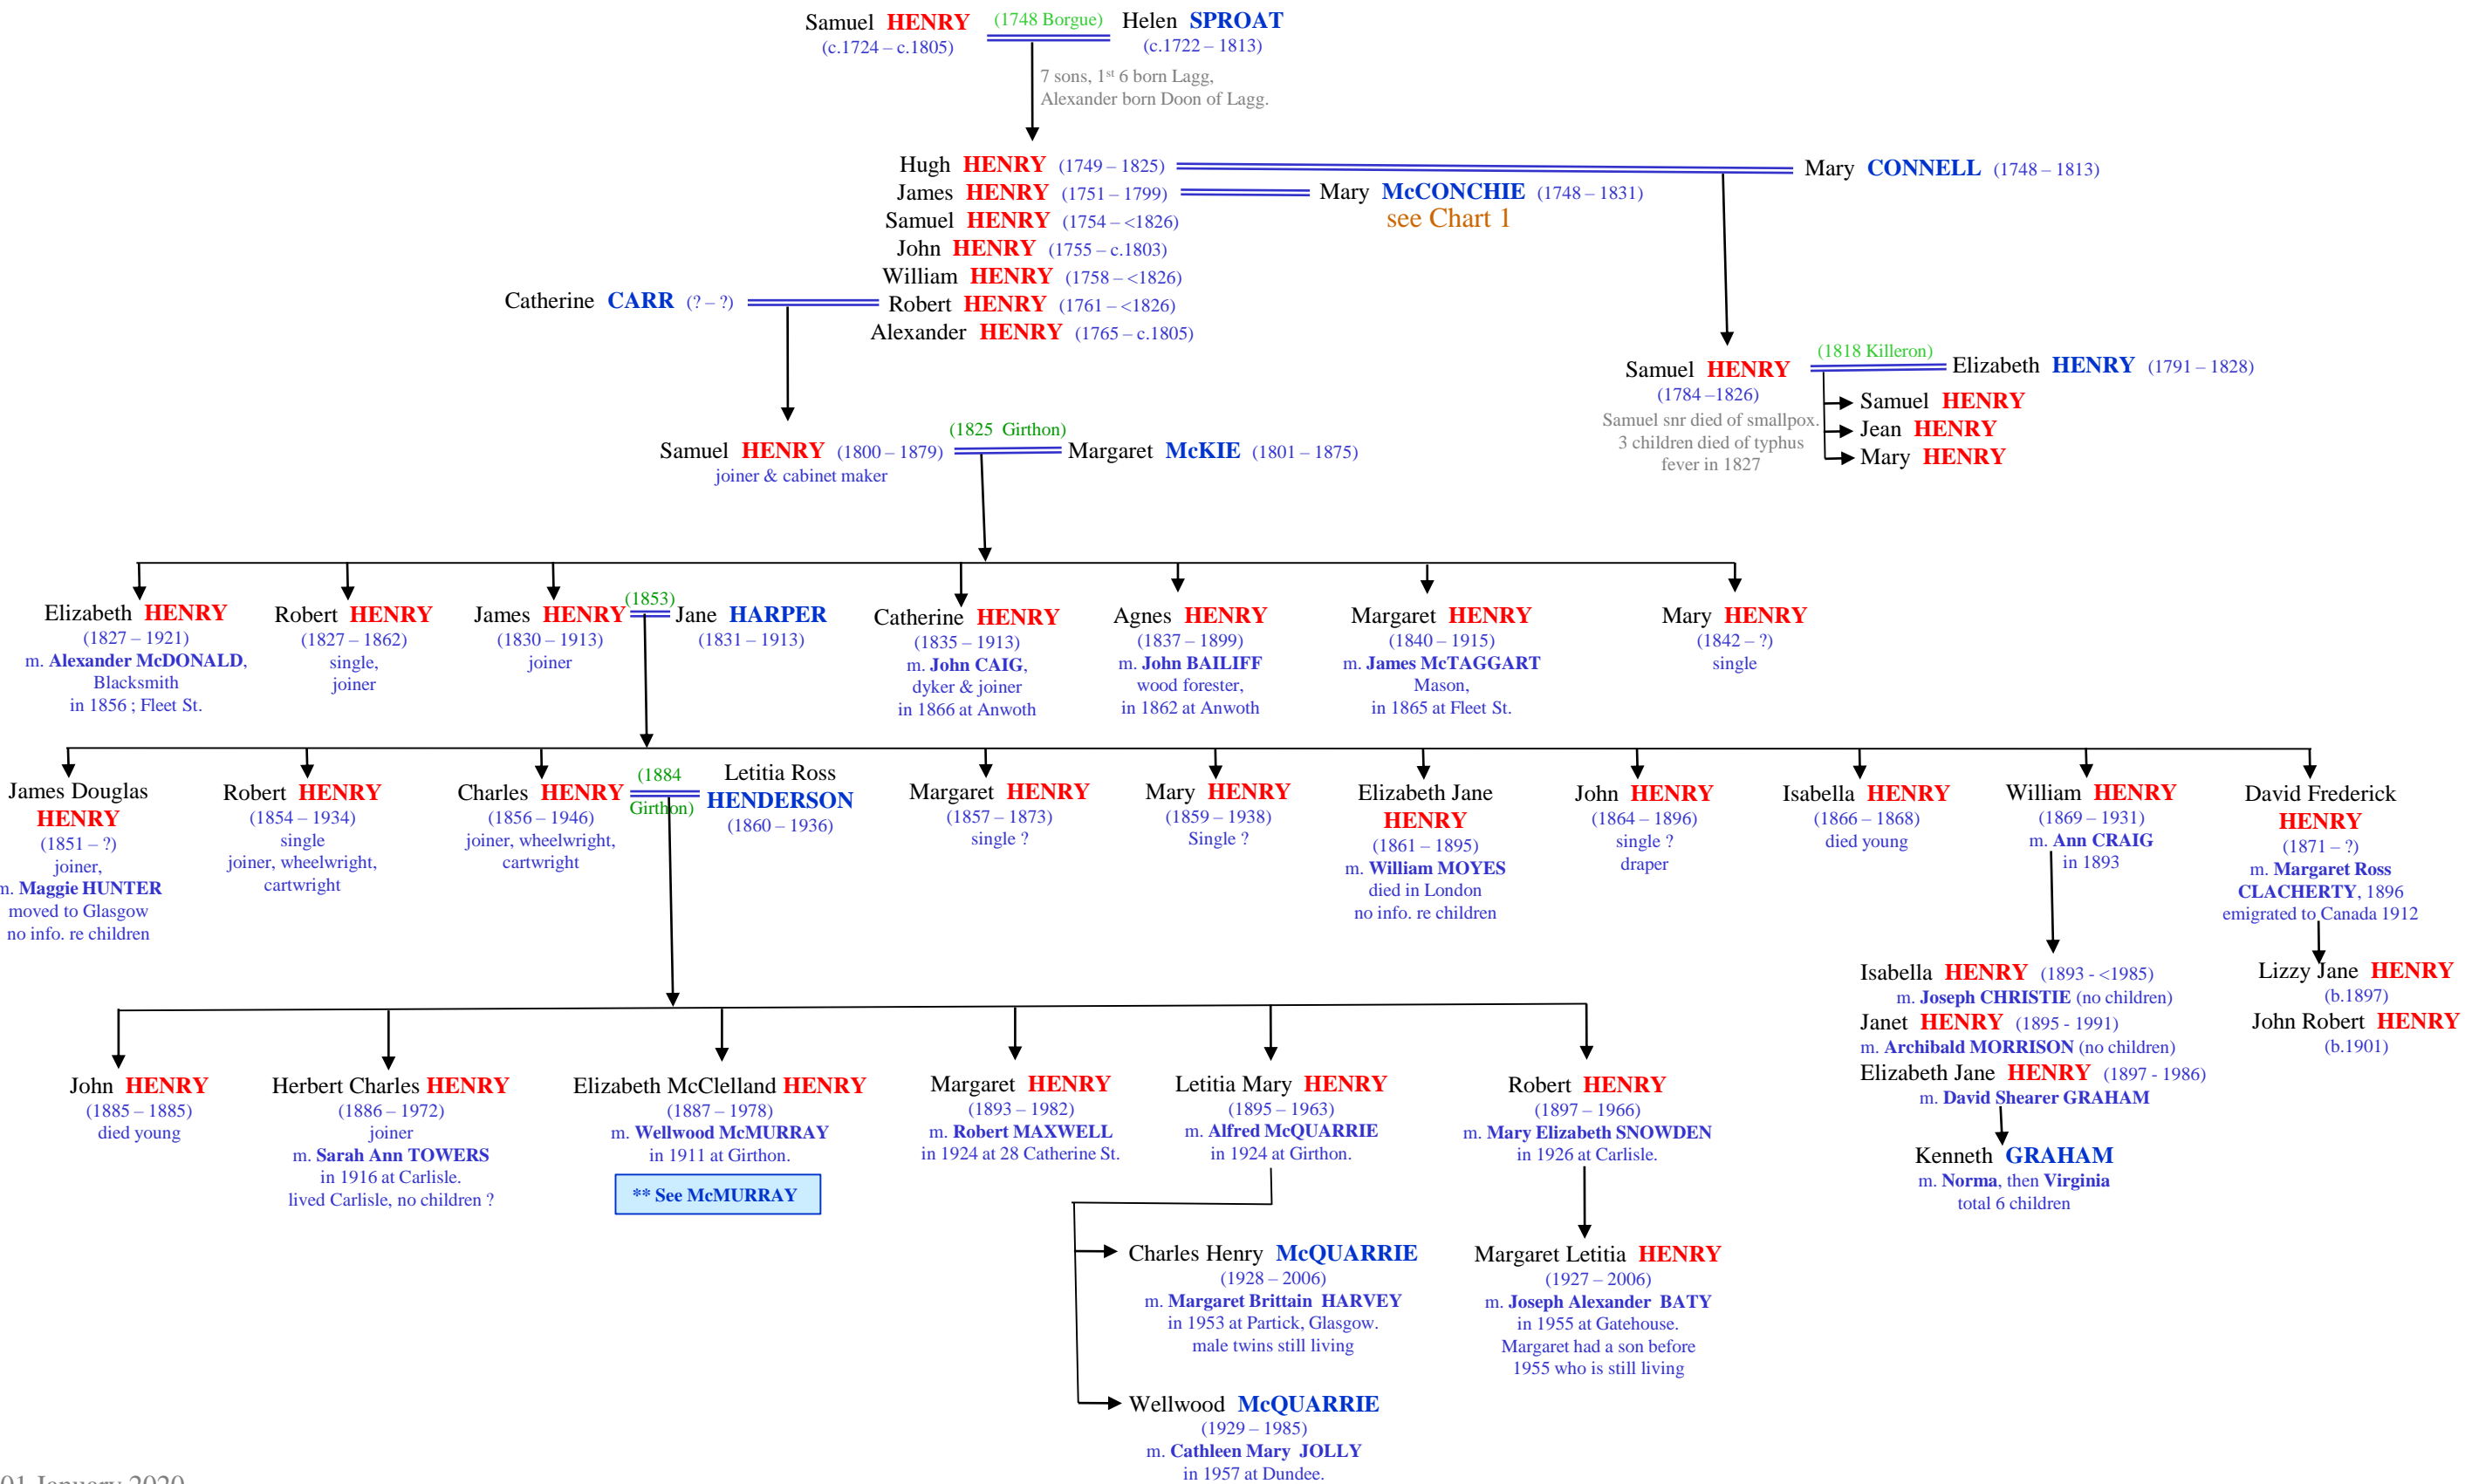 Samuel HENRY (1748 Borgue) Helen SPROAT
(c.1724 – c.1805) (c.1722 – 1813)
7 sons, 1st 6 born Lagg,
Alexander born Doon of Lagg.
Hugh HENRY (1749 – 1825) Mary CONNELL (1748 – 1813)
James HENRY (1751 – 1799) Mary McCONCHIE (1748 – 1831)
see Chart 1
Samuel HENRY (1754 – <1826)
John HENRY (1755 – c.1803)
William HENRY (1758 – <1826)
Catherine CARR (? – ?) Robert HENRY (1761 – <1826)
Alexander HENRY (1765 – c.1805)
Samuel HENRY (1818 Killeron) Elizabeth HENRY (1791 – 1828)
(1784 –1826)
Samuel snr died of smallpox.
3 children died of typhus
fever in 1827
Samuel HENRY
Jean HENRY
Mary HENRY
Samuel HENRY (1800 – 1879) (1825 Girthon) Margaret McKIE (1801 – 1875)
joiner & cabinet maker
Elizabeth HENRY
(1827 – 1921)
m. Alexander McDONALD,
Blacksmith
in 1856 ; Fleet St.
Robert HENRY
(1827 – 1862)
single,
joiner
James HENRY
(1830 – 1913)
joiner
(1853)
Jane HARPER
(1831 – 1913)
Catherine HENRY
(1835 – 1913)
m. John CAIG,
dyker & joiner
in 1866 at Anwoth
Agnes HENRY
(1837 – 1899)
m. John BAILIFF
wood forester,
in 1862 at Anwoth
Margaret HENRY
(1840 – 1915)
m. James McTAGGART
Mason,
in 1865 at Fleet St.
Mary HENRY
(1842 – ?)
single
James Douglas
HENRY
(1851 – ?)
joiner,
m. Maggie HUNTER
moved to Glasgow
no info. re children
Robert HENRY
(1854 – 1934)
single
joiner, wheelwright,
cartwright
Charles HENRY
(1856 – 1946)
joiner, wheelwright,
cartwright
(1884
Girthon)
Letitia Ross
HENDERSON
(1860 – 1936)
Margaret HENRY
(1857 – 1873)
single ?
Mary HENRY
(1859 – 1938)
Single ?
Elizabeth Jane
HENRY
(1861 – 1895)
m. William MOYES
died in London
no info. re children
John HENRY
(1864 – 1896)
single ?
draper
Isabella HENRY
(1866 – 1868)
died young
William HENRY
(1869 – 1931)
m. Ann CRAIG
in 1893
David Frederick
HENRY
(1871 – ?)
m. Margaret Ross
CLACHERTY, 1896
emigrated to Canada 1912
Isabella HENRY (1893 - <1985)
m. Joseph CHRISTIE (no children)
Janet HENRY (1895 - 1991)
m. Archibald MORRISON (no children)
Elizabeth Jane HENRY (1897 - 1986)
m. David Shearer GRAHAM
Kenneth GRAHAM
m. Norma, then Virginia
total 6 children
Lizzy Jane HENRY
(b.1897)
John Robert HENRY
(b.1901)
John HENRY
(1885 – 1885)
died young
Herbert Charles HENRY
(1886 – 1972)
joiner
m. Sarah Ann TOWERS
in 1916 at Carlisle.
lived Carlisle, no children ?
Elizabeth McClelland HENRY
(1887 – 1978)
m. Wellwood McMURRAY
in 1911 at Girthon.
** See McMURRAY
Margaret HENRY
(1893 – 1982)
m. Robert MAXWELL
in 1924 at 28 Catherine St.
Letitia Mary HENRY
(1895 – 1963)
m. Alfred McQUARRIE
in 1924 at Girthon.
Robert HENRY
(1897 – 1966)
m. Mary Elizabeth SNOWDEN
in 1926 at Carlisle.
Charles Henry McQUARRIE
(1928 – 2006)
m. Margaret Brittain HARVEY
in 1953 at Partick, Glasgow.
male twins still living
Margaret Letitia HENRY
(1927 – 2006)
m. Joseph Alexander BATY
in 1955 at Gatehouse.
Margaret had a son before
1955 who is still living
Wellwood McQUARRIE
(1929 – 1985)
m. Cathleen Mary JOLLY
in 1957 at Dundee.
01 January 2020